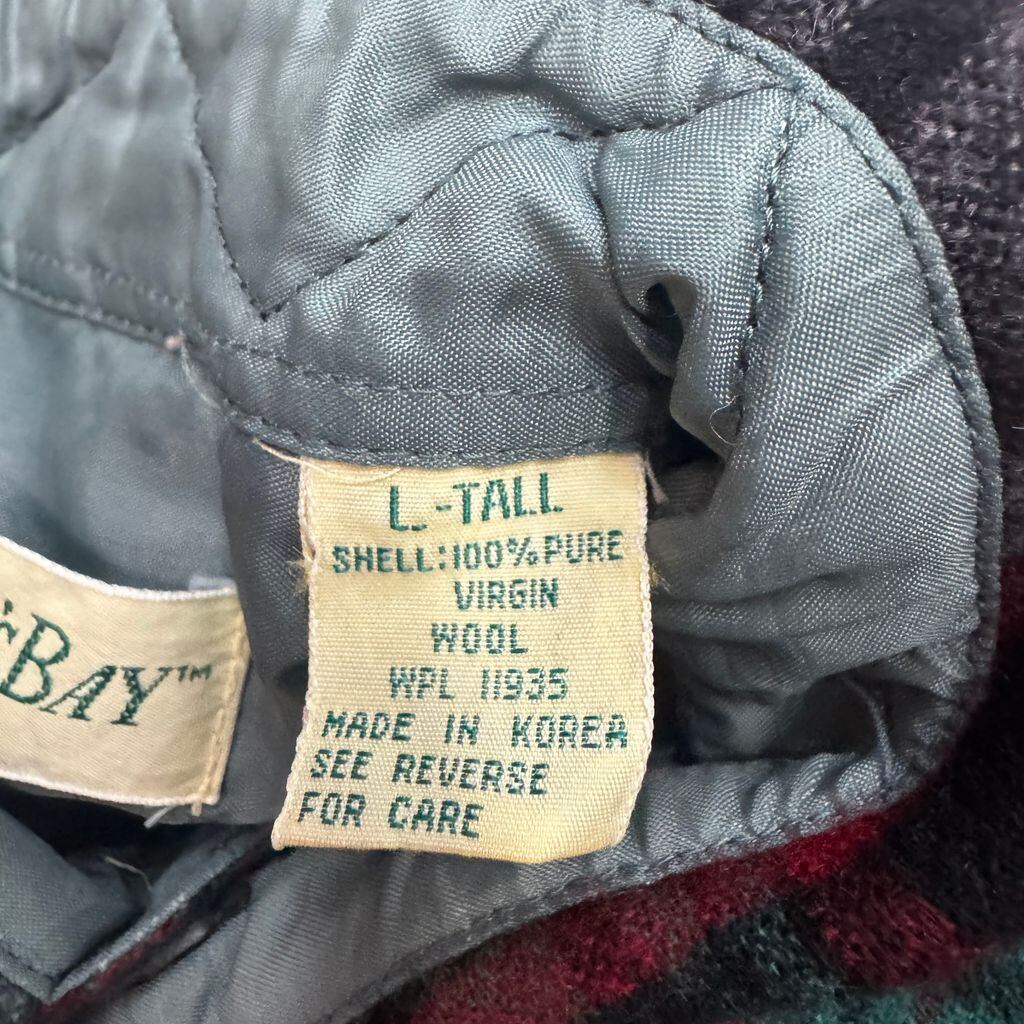 BAY™
L-TALL
SHELL:100% PURE
VIRGIN
WOOL
WPL 11935
MADE IN KOREA
SEE REVERSE
FOR CARE